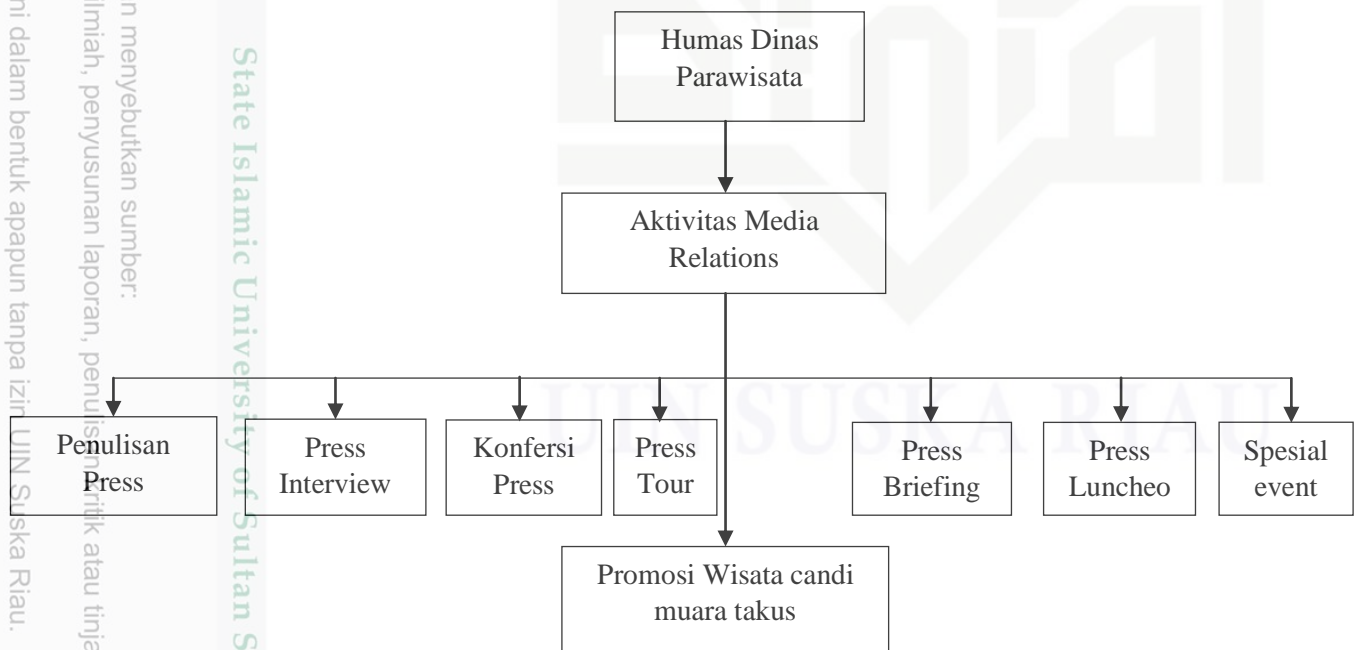 Humas Dinas
Parawisata
Aktivitas Media
Relations
Penulisan
Press
Press
Interview
Konfersi
Press
Press
Tour
Press
Briefing
Press
Luncheo
Spesial
event
Promosi Wisata candi
muara takus
UIN SUSKA RIAU
State Islamic University of Sultan S
menyebutkan sumber:
ilmiah, penyusunan laporan, penulisan kritik atau
dalam bentuk apapun tanpa izin UIN Suska Riau.